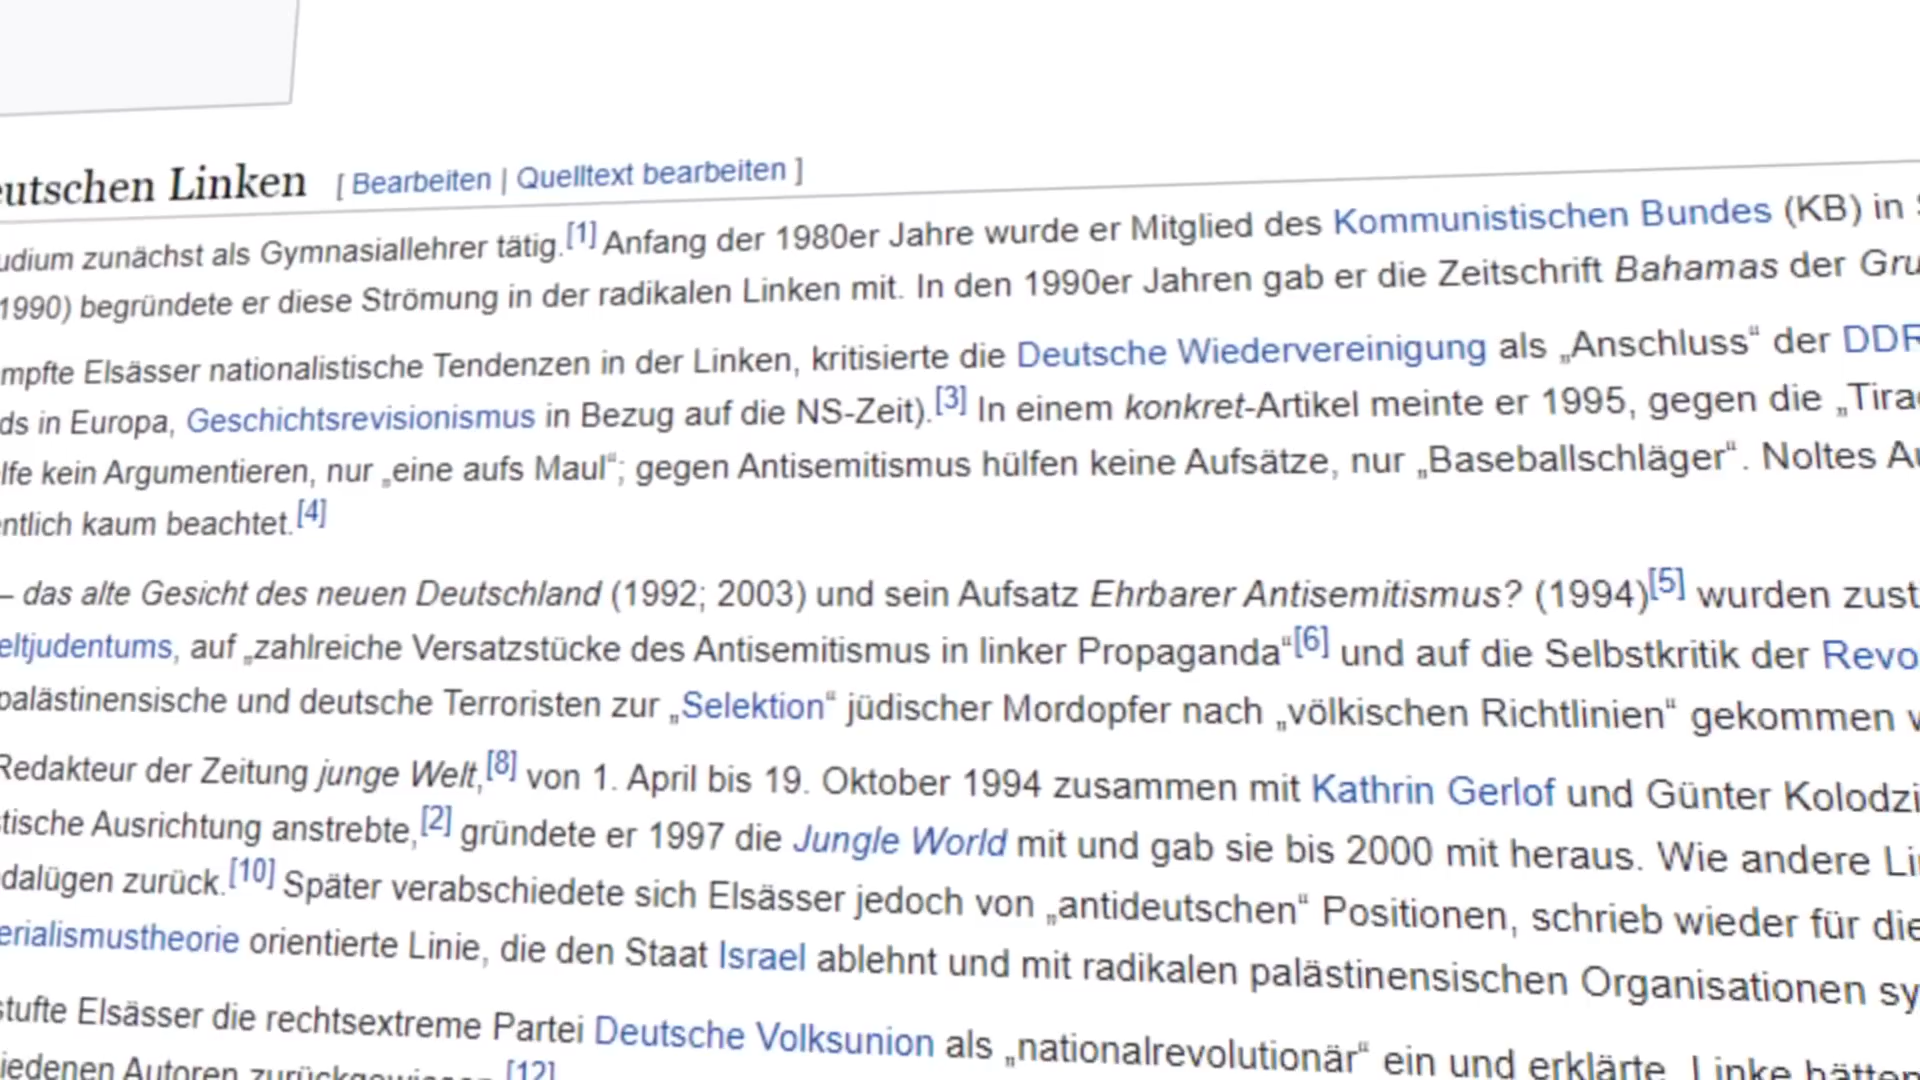 eutschen Linken [ Bearbeiten | Quelltext bearbeiten ]
udium zunächst als Gymnasiallehrer tätig.[1] Anfang der 1980er Jahre wurde er Mitglied des Kommunistischen Bundes (KB) in
1990) begründete er diese Strömung in der radikalen Linken mit. In den 1990er Jahren gab er die Zeitschrift Bahamas der Gru
mpfte Elsässer nationalistische Tendenzen in der Linken, kritisierte die Deutsche Wiedervereinigung als „Anschluss“ der DDR
ds in Europa, Geschichtsrevisionismus in Bezug auf die NS-Zeit).[3] In einem konkret-Artikel meinte er 1995, gegen die „Tira
lfe kein Argumentieren, nur „eine aufs Maul“; gegen Antisemitismus hülfen keine Aufsätze, nur „Baseballschläger“. Noltes Au
entlich kaum beachtet.[4]
– das alte Gesicht des neuen Deutschland (1992; 2003) und sein Aufsatz Ehrbarer Antisemitismus? (1994)[5] wurden zust
eltjudentums, auf „zahlreiche Versatzstücke des Antisemitismus in linker Propaganda“[6] und auf die Selbstkritik der Revo
palästinensische und deutsche Terroristen zur „Selektion“ jüdischer Mordopfer nach „völkischen Richtlinien“ gekommen w
Redakteur der Zeitung junge Welt,[8] von 1. April bis 19. Oktober 1994 zusammen mit Kathrin Gerlof und Günter Kolodzi
tische Ausrichtung anstrebte,[2] gründete er 1997 die Jungle World mit und gab sie bis 2000 mit heraus. Wie andere Li
dalügen zurück.[10] Später verabschiedete sich Elsässer jedoch von „antideutschen“ Positionen, schrieb wieder für die
erialismustheorie orientierte Linie, die den Staat Israel ablehnt und mit radikalen palästinensischen Organisationen sy
stufte Elsässer die rechtsextreme Partei Deutsche Volksunion als „nationalrevolutionär“ ein und erklärte, Linke hätten
iedenen Autoren zurückgewiesen.[12]